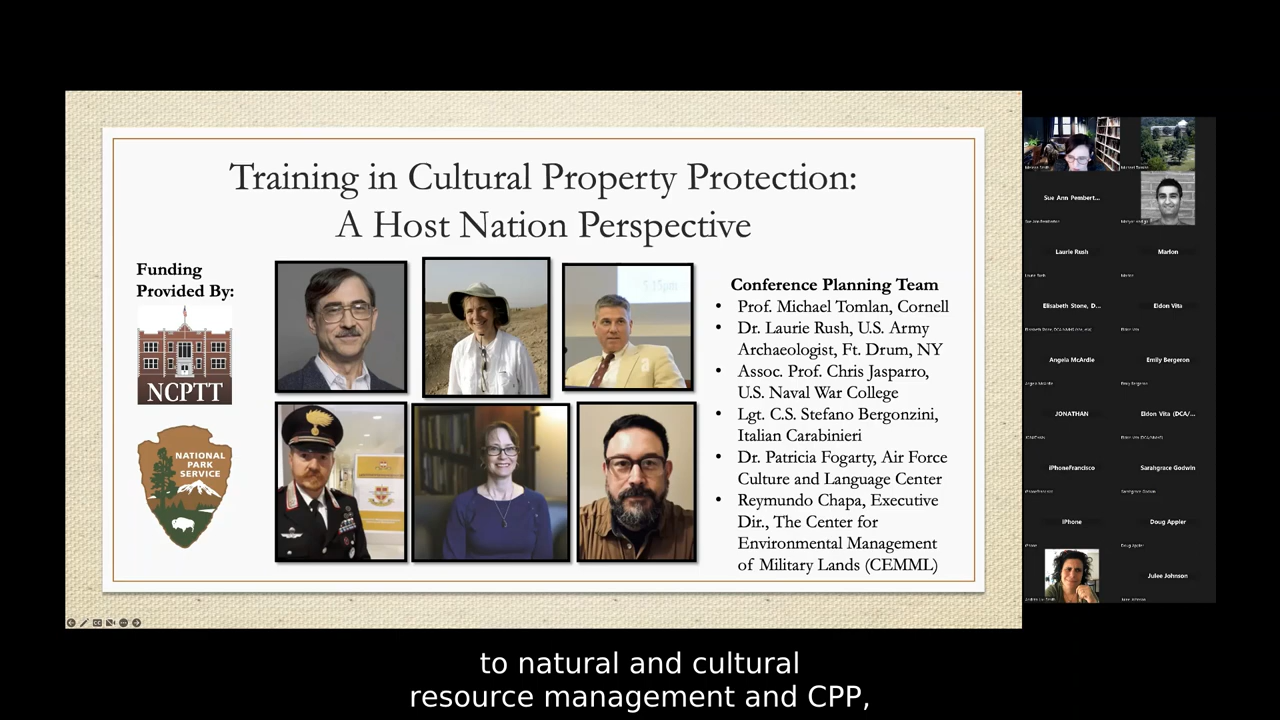 Training in Cultural Property Protection:
A Host Nation Perspective
Funding
Provided By:
NCPTT
NATIONAL
PARK
SERVICE
Conference Planning Team
• Prof. Michael Tomlan, Cornell
• Dr. Laurie Rush, U.S. Army
Archaeologist, Ft. Drum, NY
• Assoc. Prof. Chris Jasparro,
U.S. Naval War College
• Lgt. C.S. Stefano Bergonzini,
Italian Carabinieri
• Dr. Patricia Fogarty, Air Force
Culture and Language Center
• Reymundo Chapa, Executive
Dir., The Center for
Environmental Management
of Military Lands (CEMML)
Sue Ann Pembert...
Laurie Rush
Marlon
Elisabeth Stone, D...
Eldon Vita
Angela McArdle
Emily Bergeron
JONATHAN
Eldon Vita (DCA/...
iPhoneFrancisco
Sarahgrace Godwin
iPhone
Doug Appler
Julee Johnson
to natural and cultural
resource management and CPP,